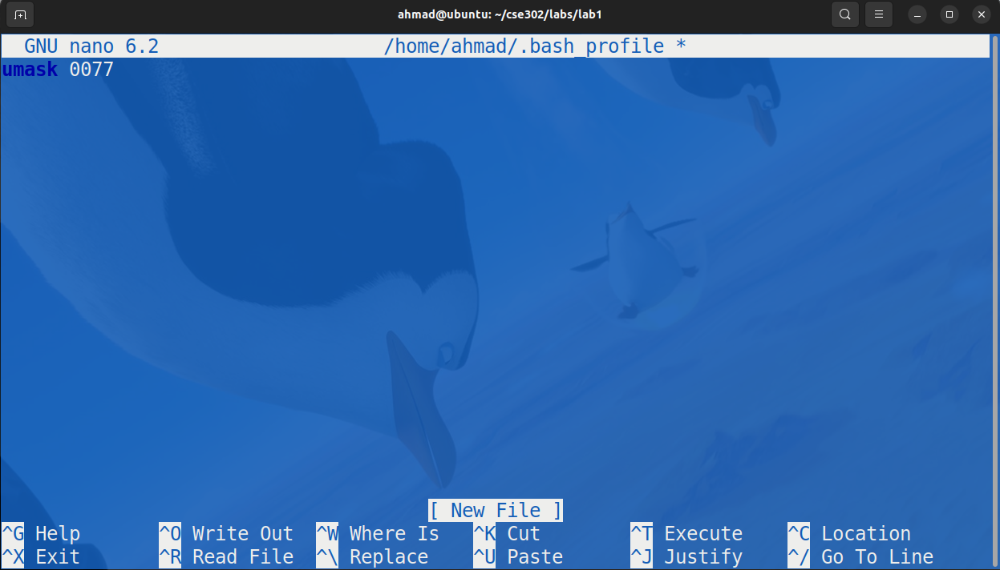 ahmad@ubuntu: ~/cse302/labs/lab1
GNU nano 6.2 /home/ahmad/.bash_profile *
umask 0077
[ New File ]
^G Help ^O Write Out ^W Where Is ^K Cut ^T Execute ^C Location
^X Exit ^R Read File ^\ Replace ^U Paste ^J Justify ^/ Go To Line